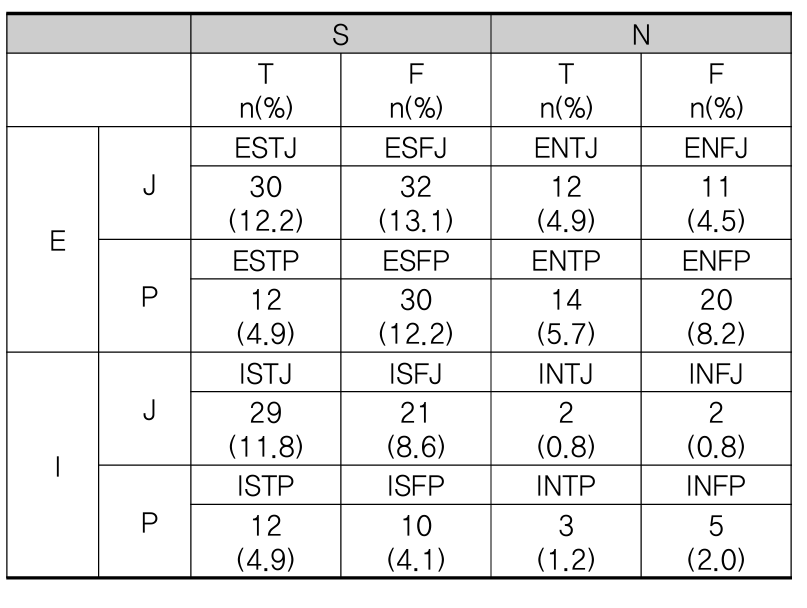 S N
T F T F
n(%) n(%) n(%) n(%)
ESTJ ESFJ ENTJ ENFJ
E J 30 32 12 11
(12.2) (13.1) (4.9) (4.5)
ESTP ESFP ENTP ENFP
P 12 30 14 20
(4.9) (12.2) (5.7) (8.2)
ISTJ ISFJ INTJ INFJ
I J 29 21 2 2
(11.8) (8.6) (0.8) (0.8)
ISTP ISFP INTP INFP
P 12 10 3 5
(4.9) (4.1) (1.2) (2.0)